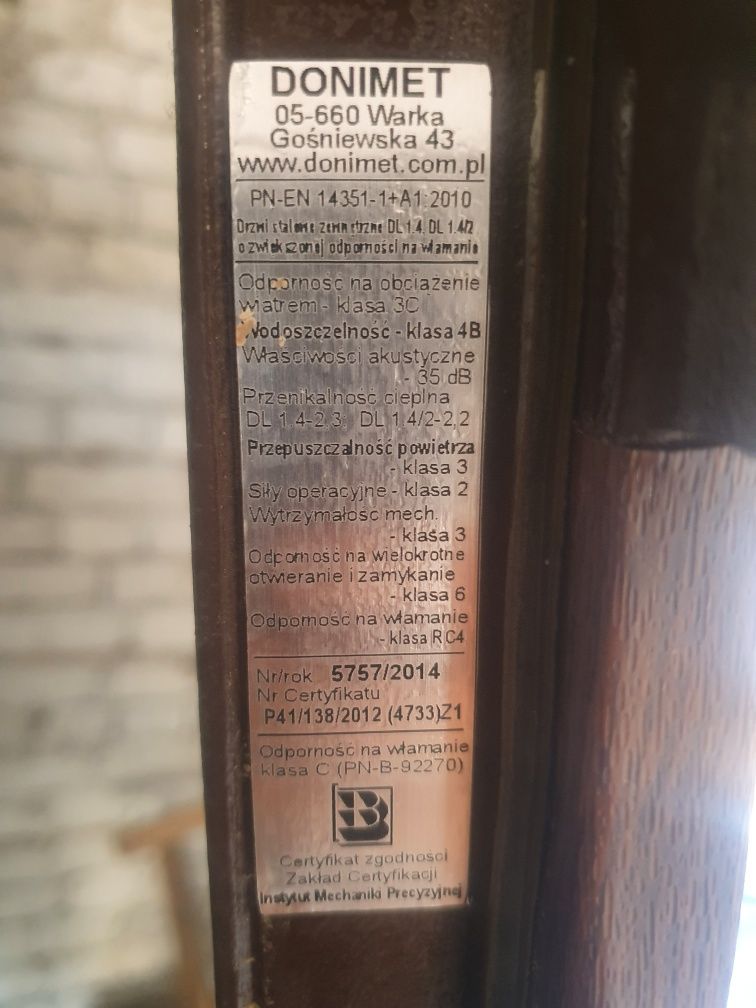 DONIMET
05-660 Warka
Gośniewska 43
www.donimet.com.pl
PN-EN 14351-1+A1:2010
Drzwi stalowe zewnętrzne DL 1.4, DL 1.4/2
o zwiększonej odporności na włamanie
Odporność na obciążenie
wiatrem - klasa 3C
Wodoszczelność - klasa 4B
Właściwości akustyczne
- 35 dB
Przenikalność cieplna
DL 1.4-2,3; DL 1.4/2-2,2
Przepuszczalność powietrza
- klasa 3
Siły operacyjne - klasa 2
Wytrzymałość mech.
- klasa 3
Odporność na wielokrotne
otwieranie i zamykanie
- klasa 6
Odporność na włamanie
- klasa RC4
Nr/rok 5757/2014
Nr Certyfikatu
P41/138/2012 (4733)Z1
Odporność na włamanie
klasa C (PN-B-92270)
B
Certyfikat zgodności
Zakład Certyfikacji
Instytut Mechaniki Precyzyjnej